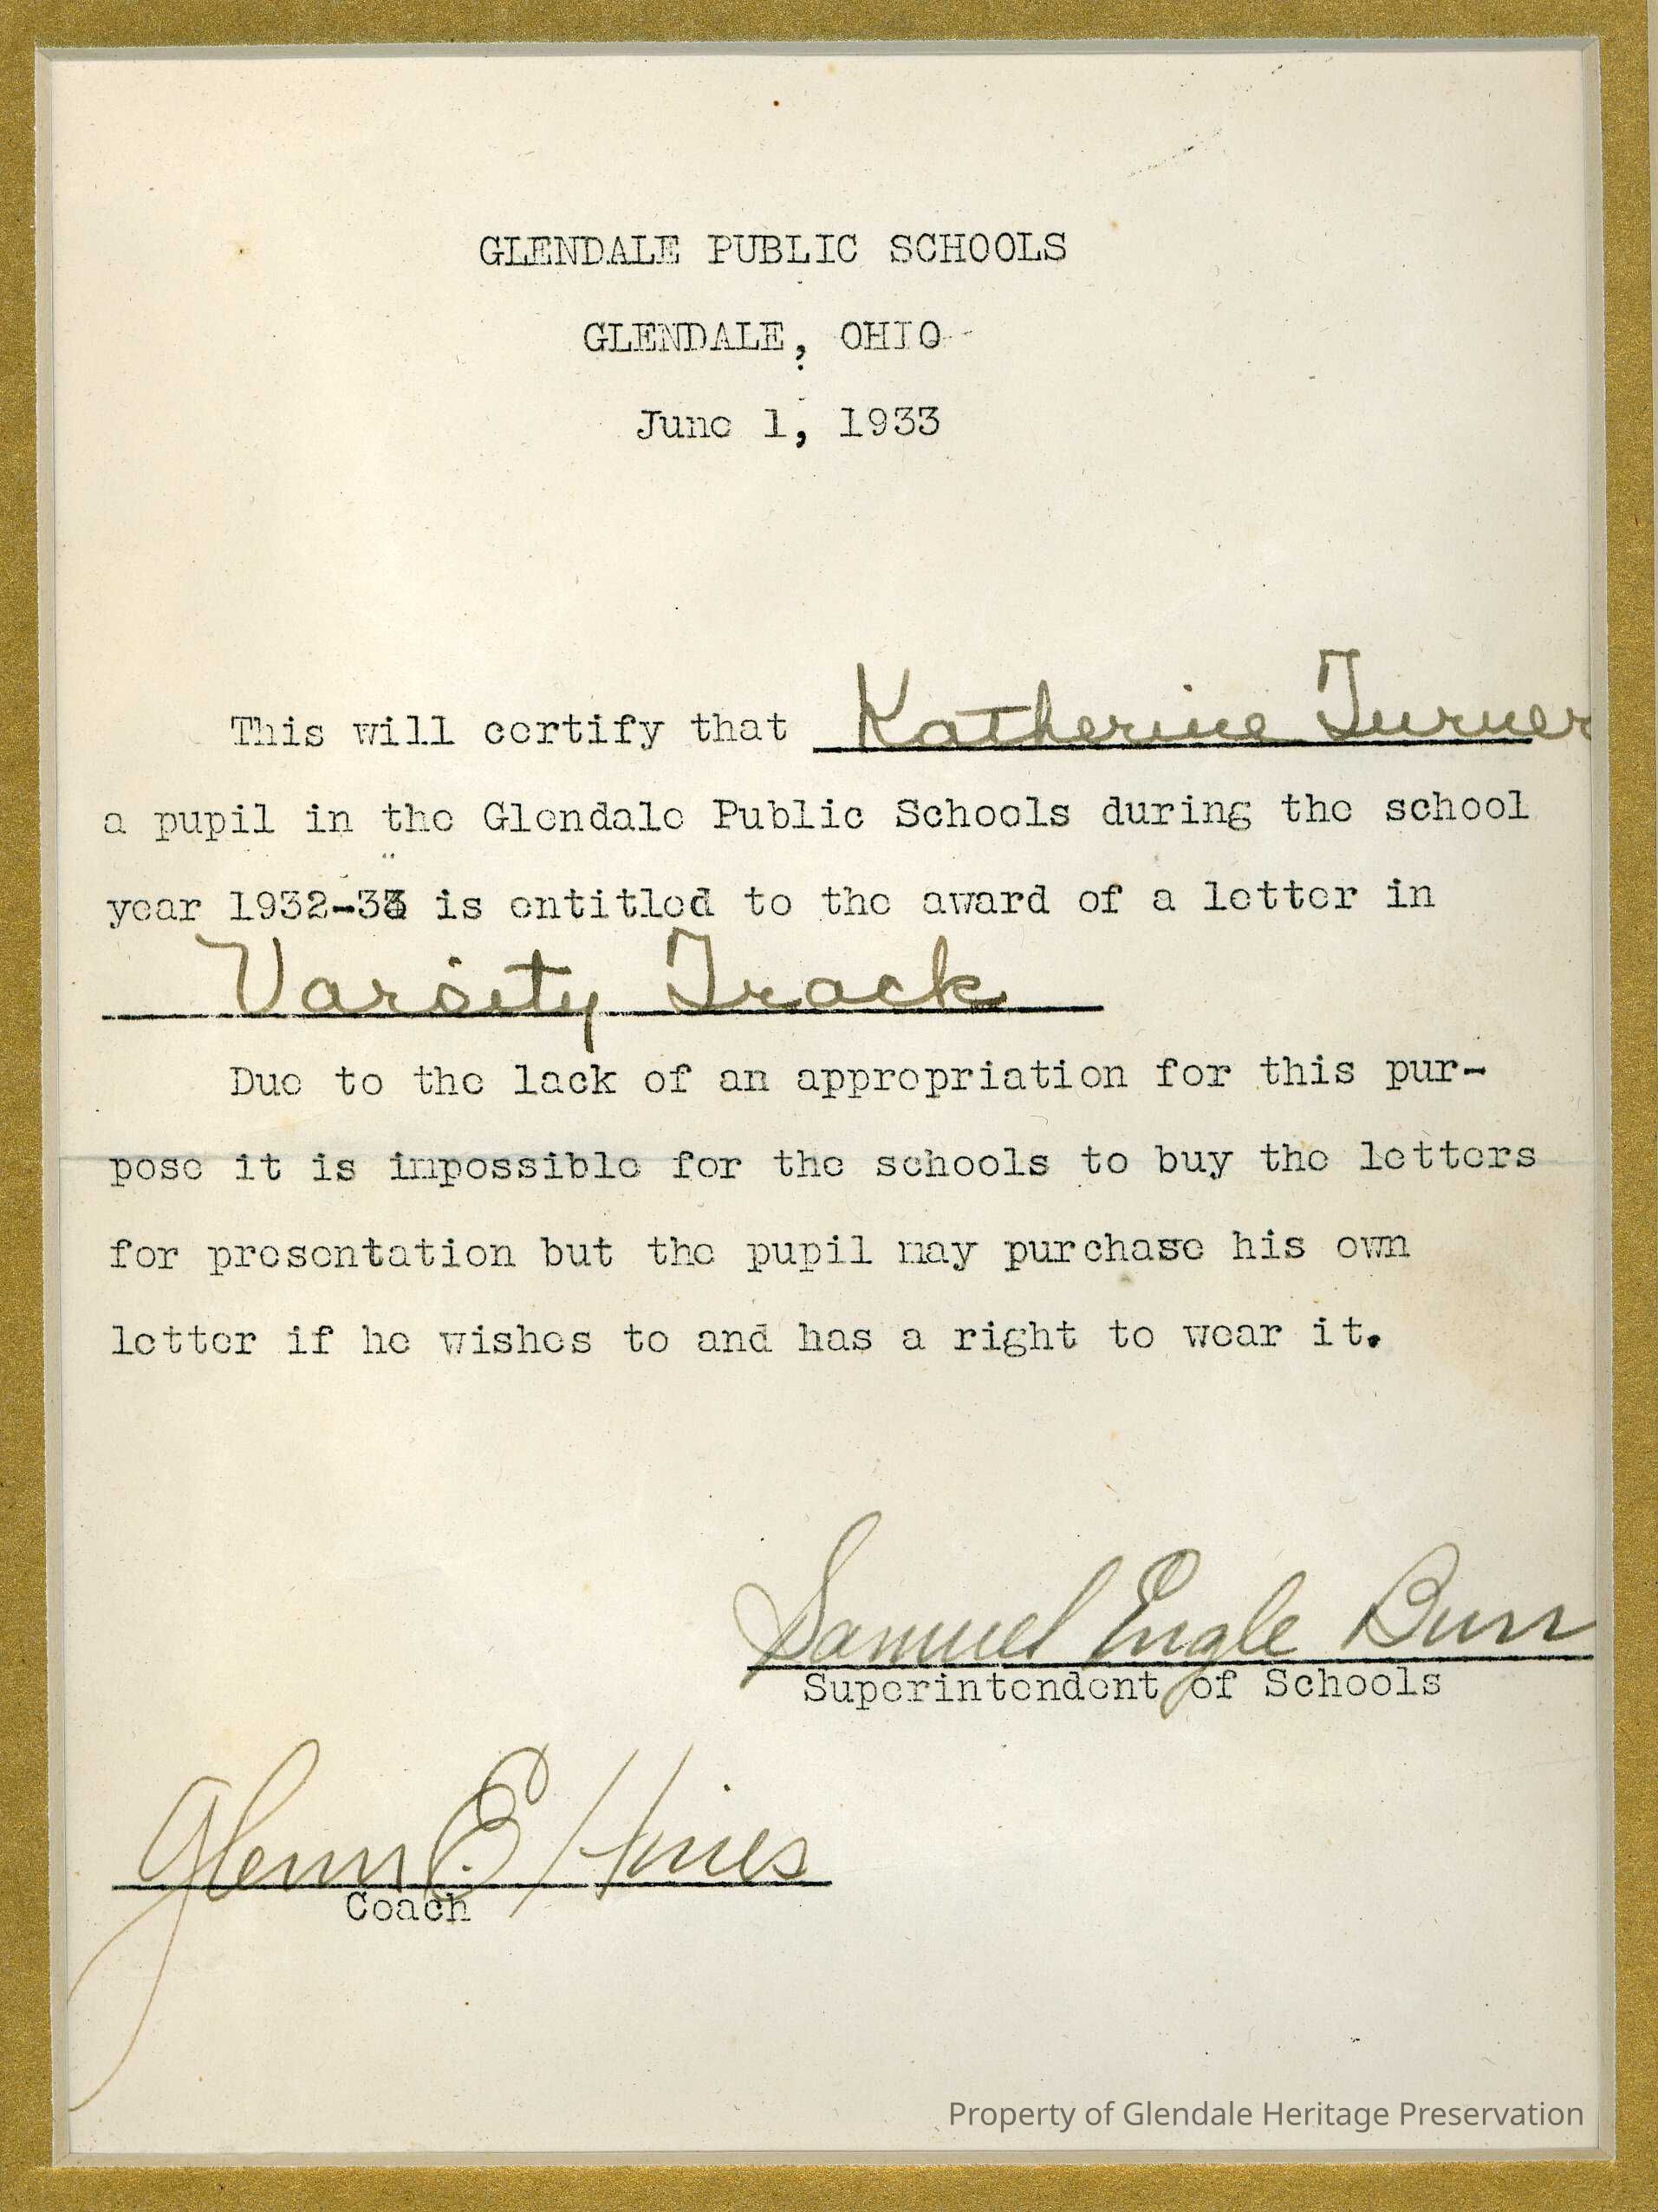 GLENDALE PUBLIC SCHOOLS
GLENDALE, OHIO
June 1, 1933
This will certify that Katherine Turner
a pupil in the Glendale Public Schools during the school
year 1932-33 is entitled to the award of a letter in
Varsity Track
Due to the lack of an appropriation for this pur-
pose it is impossible for the schools to buy the letters
for presentation but the pupil may purchase his own
letter if he wishes to and has a right to wear it.
Samuel Engle Burr
Superintendent of Schools
Glenn E Hines
Coach
Property of Glendale Heritage Preservation